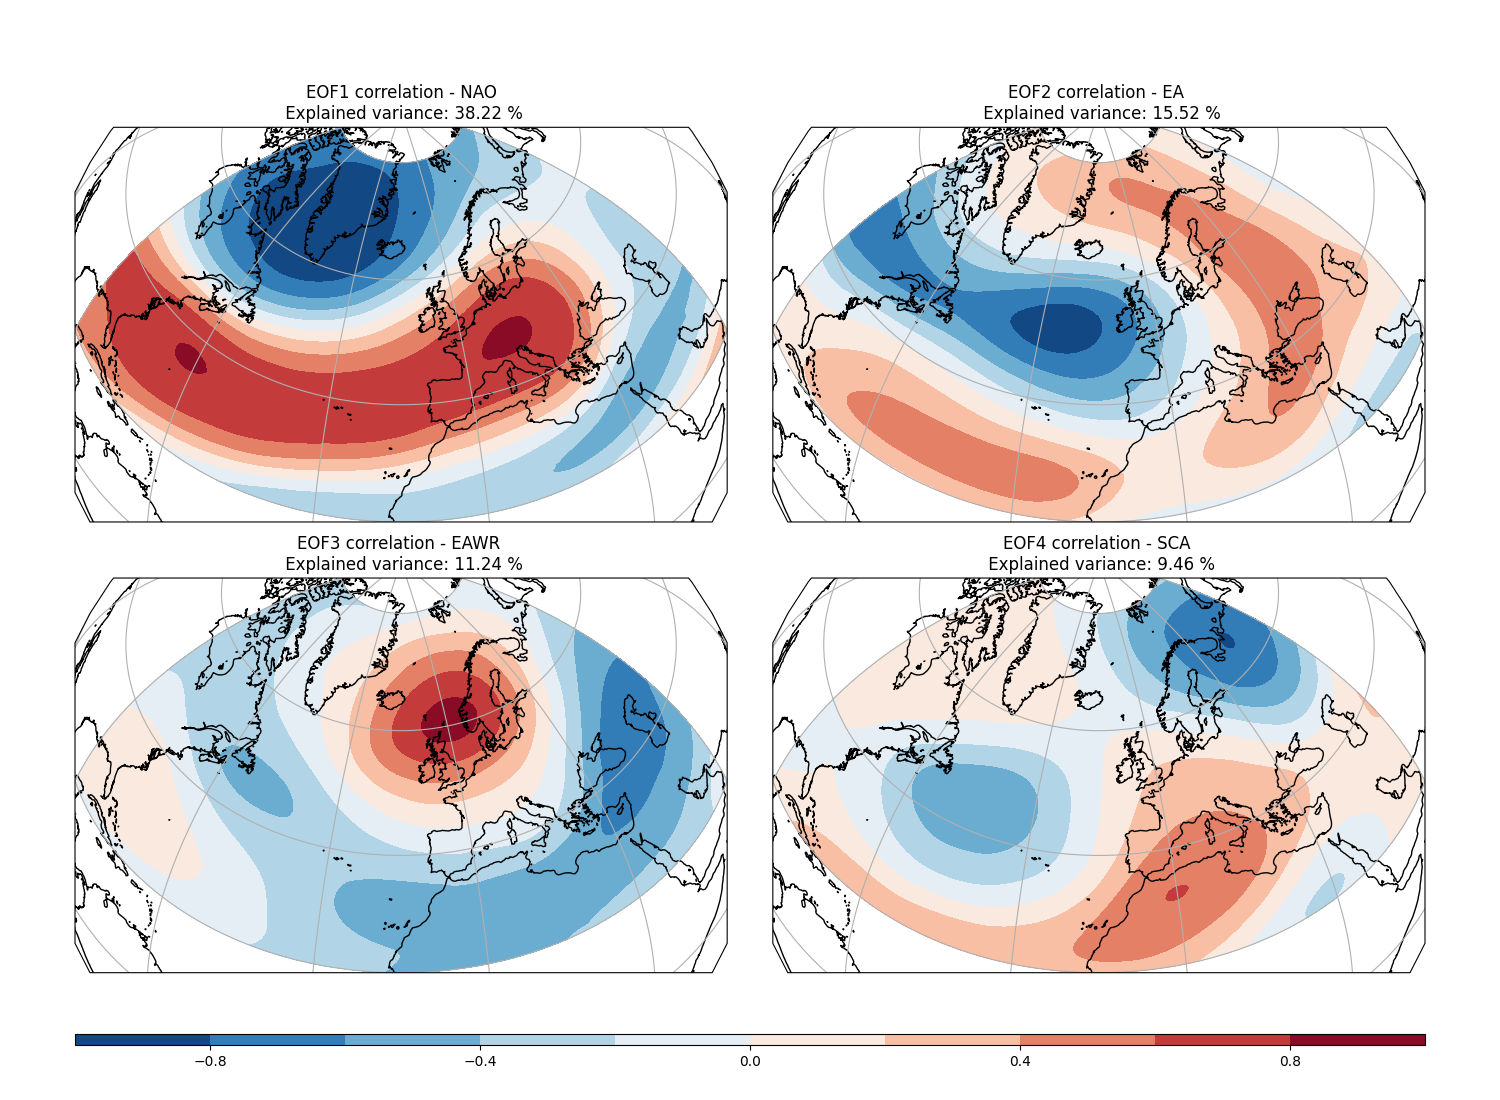 EOF1 correlation - NAO
Explained variance: 38.22 %
EOF2 correlation - EA
Explained variance: 15.52 %
EOF3 correlation - EAWR
Explained variance: 11.24 %
EOF4 correlation - SCA
Explained variance: 9.46 %
−0.8 −0.4 0.0 0.4 0.8